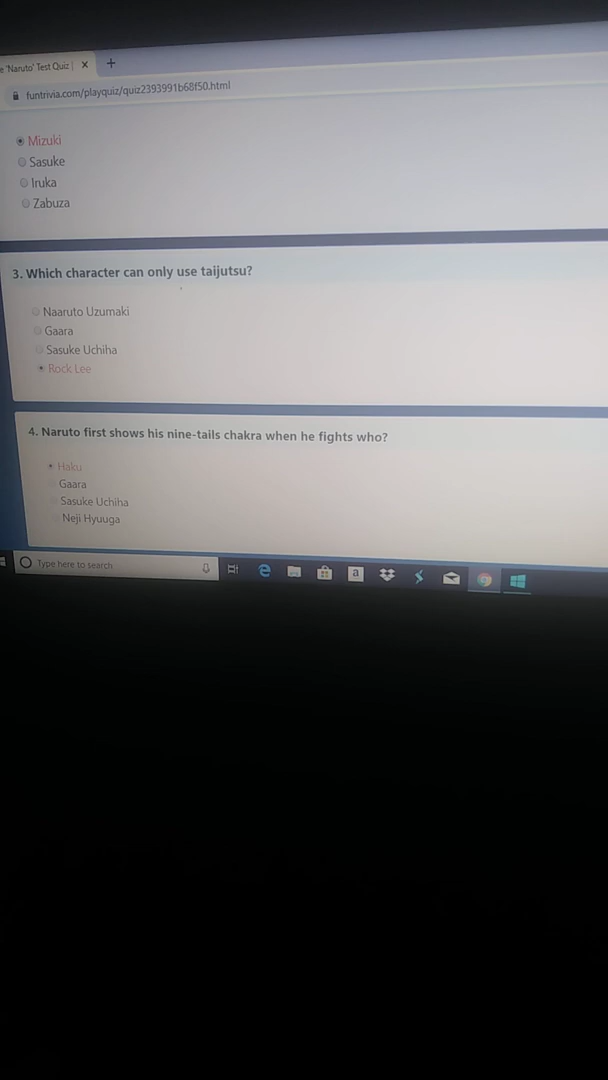 e 'Naruto' Test Quiz |
funtrivia.com/playquiz/quiz2393991b68f50.html
Mizuki
Sasuke
Iruka
Zabuza
3. Which character can only use taijutsu?
Naaruto Uzumaki
Gaara
Sasuke Uchiha
Rock Lee
4. Naruto first shows his nine-tails chakra when he fights who?
Haku
Gaara
Sasuke Uchiha
Neji Hyuuga
Type here to search
a